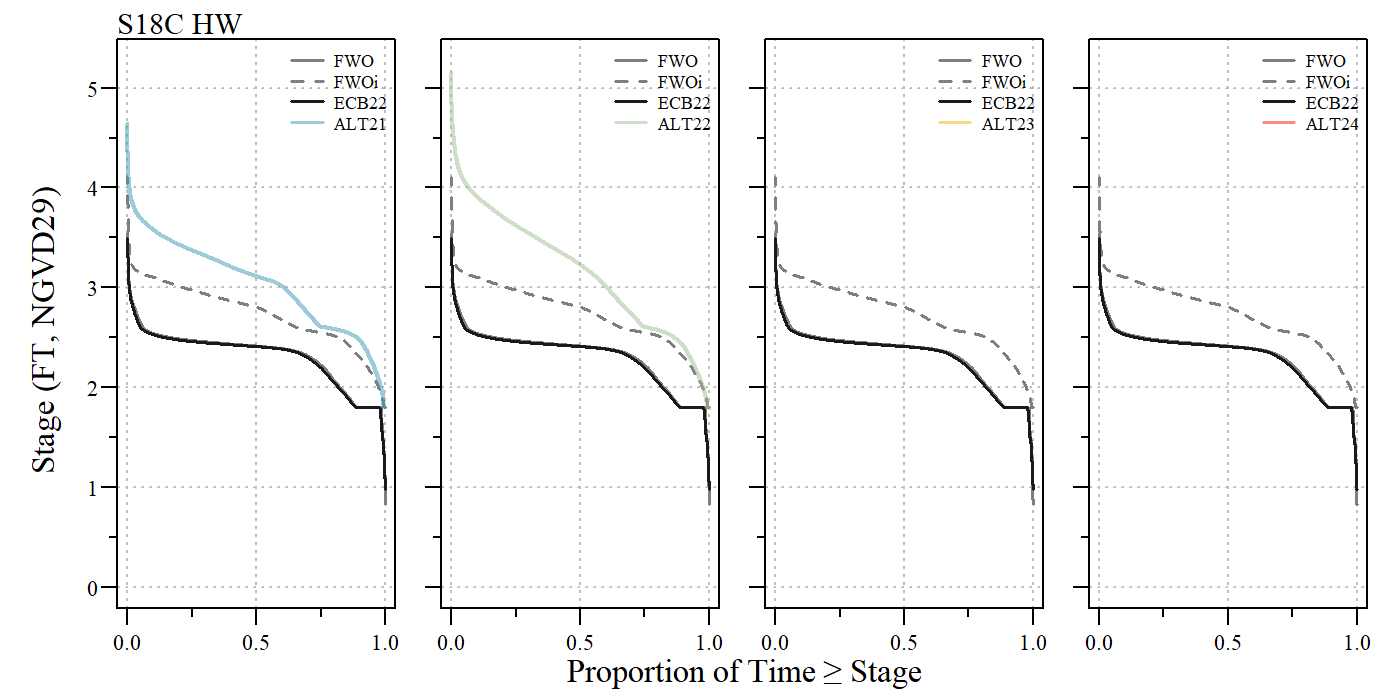 S18C HW
Stage (FT, NGVD29)
5
4
3
2
1
0
FWO
FWOi
ECB22
ALT21
0.0 0.5 1.0
FWO
FWOi
ECB22
ALT22
0.0 0.5 1.0
FWO
FWOi
ECB22
ALT23
0.0 0.5 1.0
FWO
FWOi
ECB22
ALT24
0.0 0.5 1.0
Proportion of Time ≥ Stage